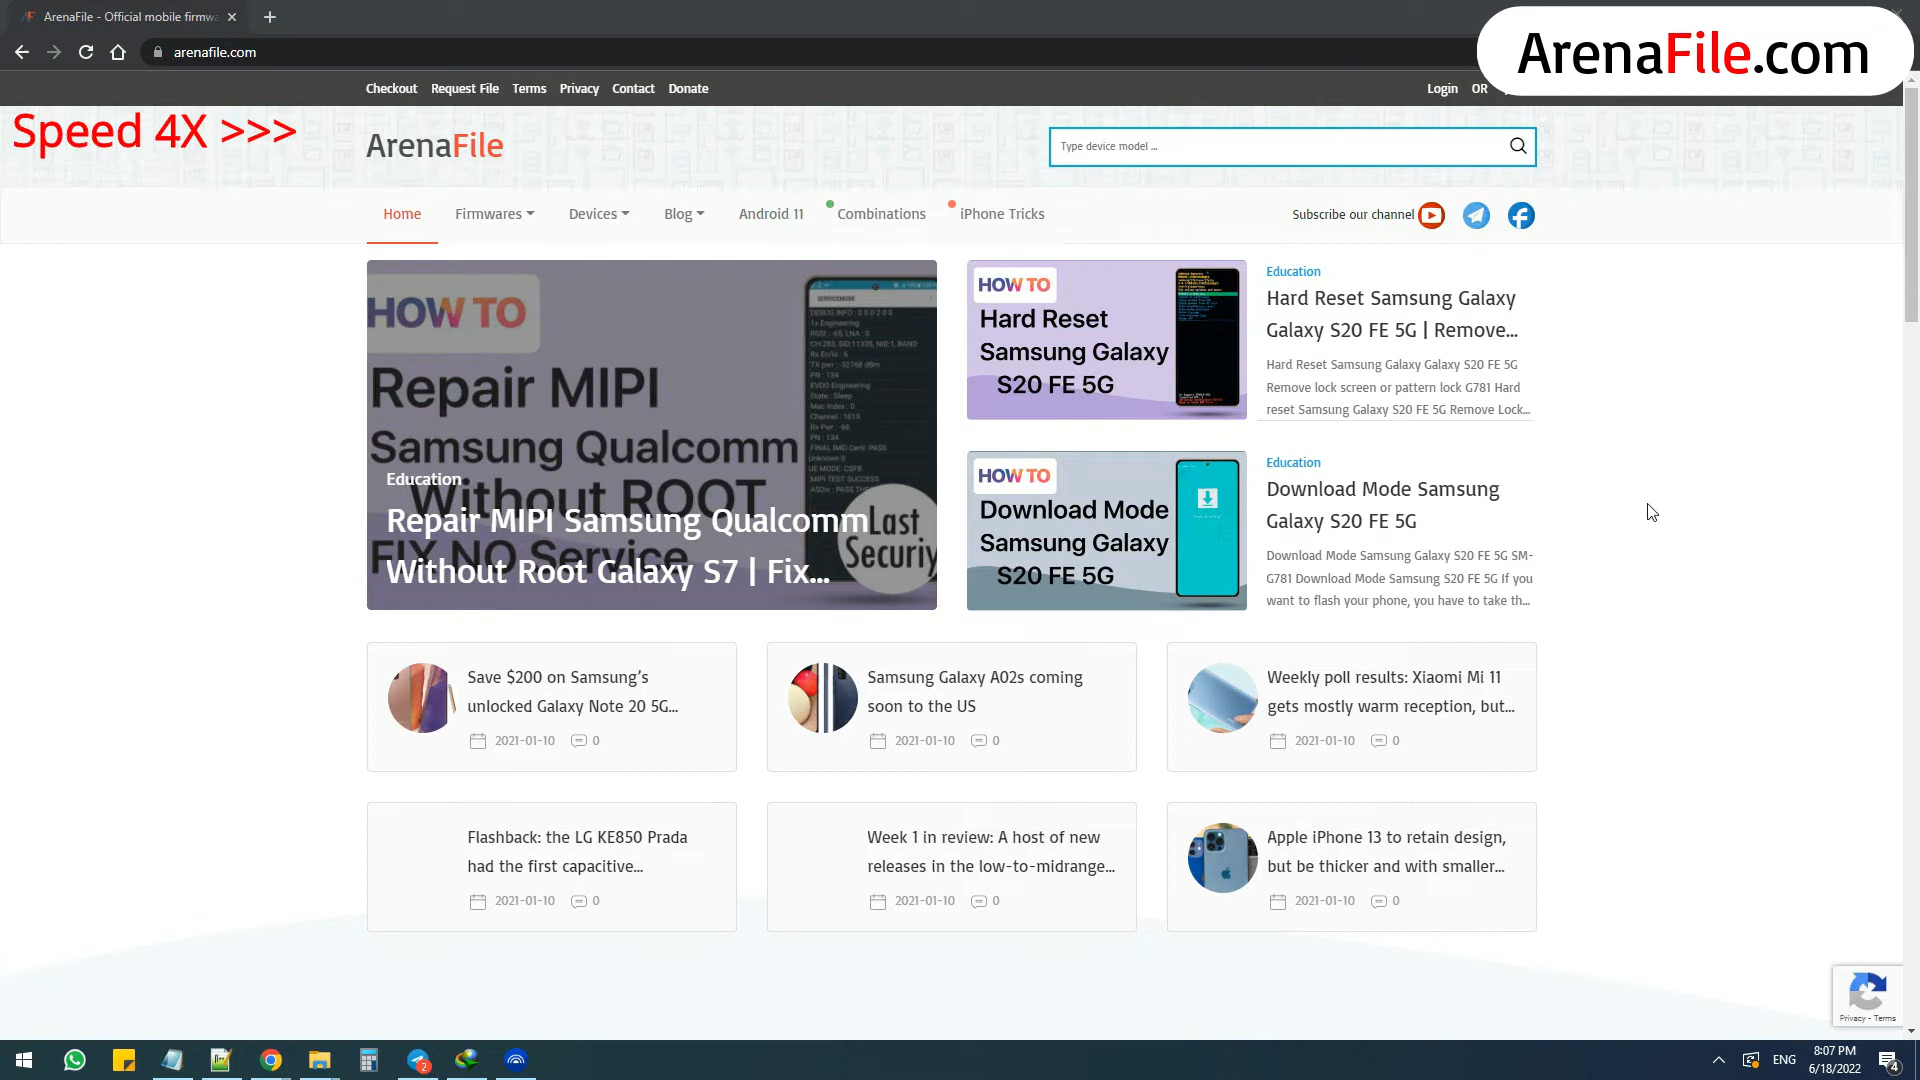 ArenaFile - Official mobile firmw
arenafile.com
ArenaFile.com
Checkout Request File Terms Privacy Contact Donate
Login OR
Speed 4X >>>
ArenaFile
Type device model ...
Home Firmwares Devices Blog Android 11 Combinations iPhone Tricks
Subscribe our channel
HOW TO
SERVICEMODE
Repair MIPI
Samsung Qualcomm
Without ROOT
FIX NO Service
Last
Securiy
Education
Repair MIPI Samsung Qualcomm
Without Root Galaxy S7 | Fix...
HOW TO
Hard Reset
Samsung Galaxy
S20 FE 5G
Education
Hard Reset Samsung Galaxy
Galaxy S20 FE 5G | Remove...
Hard Reset Samsung Galaxy Galaxy S20 FE 5G
Remove lock screen or pattern lock G781 Hard
reset Samsung Galaxy S20 FE 5G Remove Lock...
HOW TO
Download Mode
Samsung Galaxy
S20 FE 5G
Education
Download Mode Samsung
Galaxy S20 FE 5G
Download Mode Samsung Galaxy S20 FE 5G SM-
G781 Download Mode Samsung S20 FE 5G If you
want to flash your phone, you have to take th...
Save $200 on Samsung’s
unlocked Galaxy Note 20 5G...
2021-01-10 0
Samsung Galaxy A02s coming
soon to the US
2021-01-10 0
Weekly poll results: Xiaomi Mi 11
gets mostly warm reception, but...
2021-01-10 0
Flashback: the LG KE850 Prada
had the first capacitive...
2021-01-10 0
Week 1 in review: A host of new
releases in the low-to-midrange...
2021-01-10 0
Apple iPhone 13 to retain design,
but be thicker and with smaller...
2021-01-10 0
Privacy - Terms
2
ENG
8:07 PM
6/18/2022
4